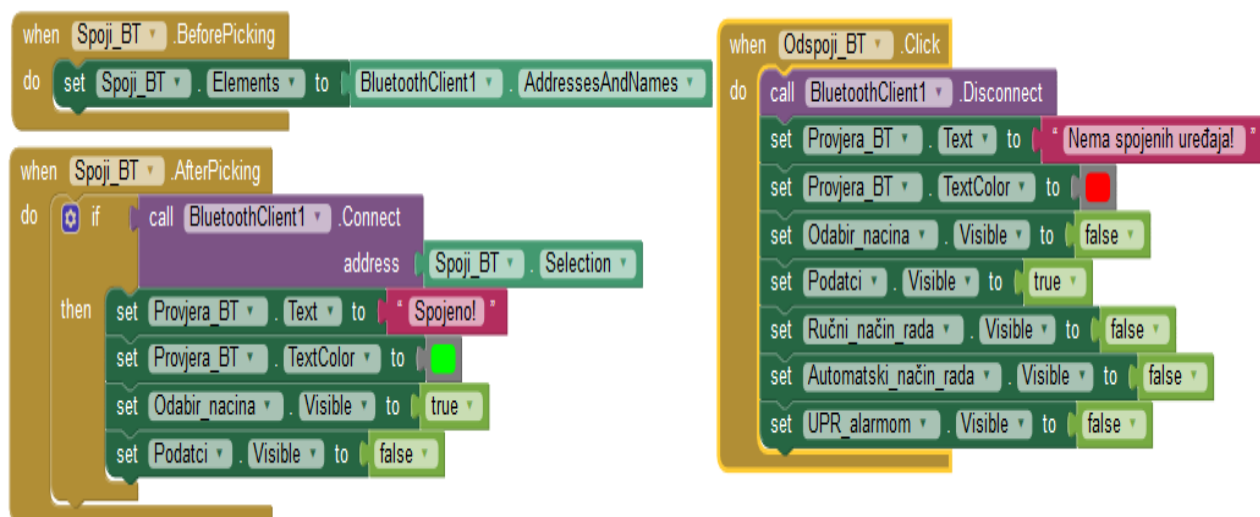 when Spoji_BT .BeforePicking
do set Spoji_BT . Elements to BluetoothClient1 . AddressesAndNames
when Spoji_BT .AfterPicking
do if call BluetoothClient1 .Connect
address Spoji_BT . Selection
then set Provjera_BT . Text to " Spojeno! "
set Provjera_BT . TextColor to
set Odabir_nacina . Visible to true
set Podatci . Visible to false
when Odspoji_BT .Click
do call BluetoothClient1 .Disconnect
set Provjera_BT . Text to " Nema spojenih uređaja! "
set Provjera_BT . TextColor to
set Odabir_nacina . Visible to false
set Podatci . Visible to true
set Ručni_način_rada . Visible to false
set Automatski_način_rada . Visible to false
set UPR_alarmom . Visible to false